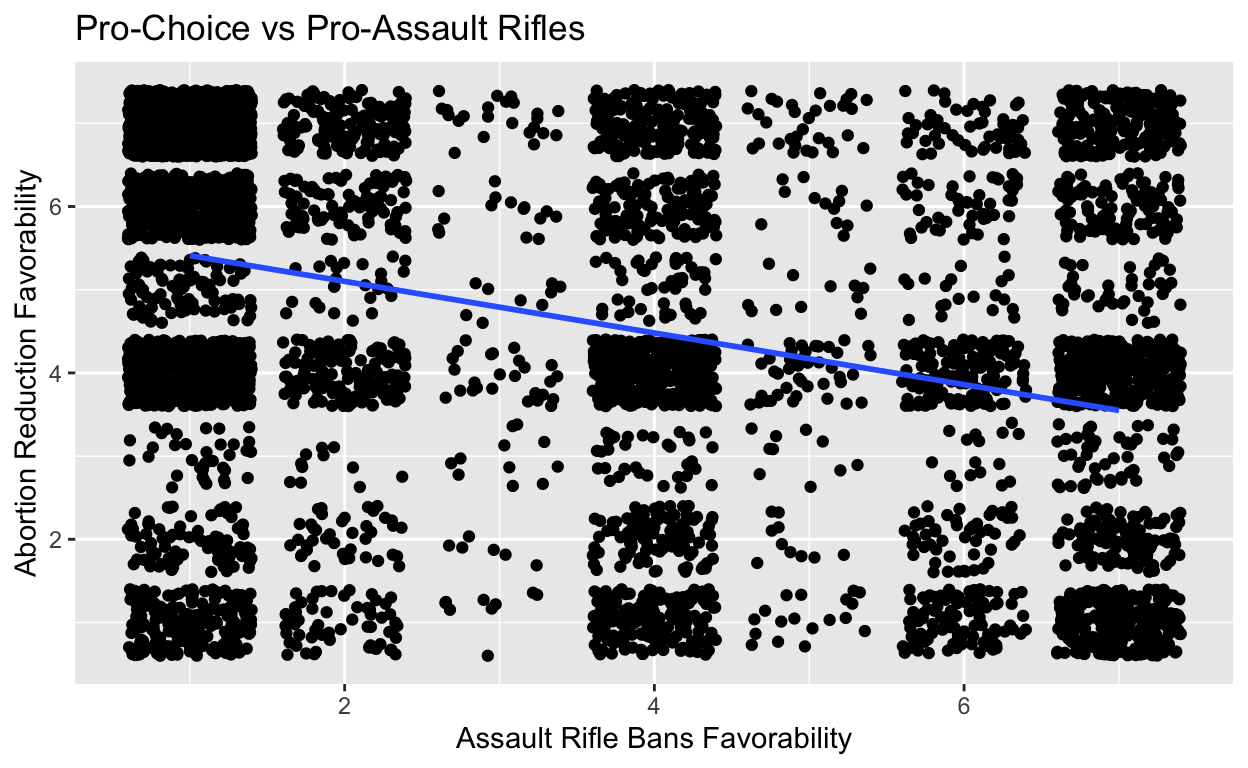 Pro-Choice vs Pro-Assault Rifles
Abortion Reduction Favorability
6
4
2
2
4
6
Assault Rifle Bans Favorability